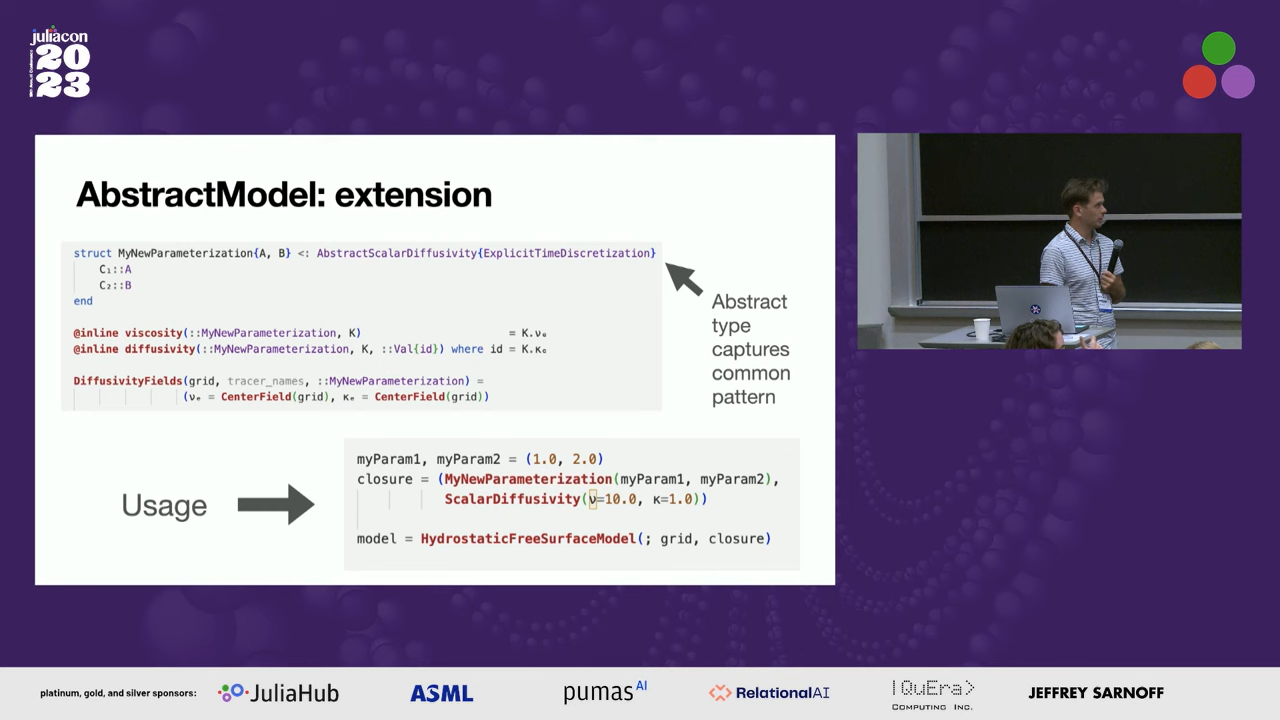 juliacon
20
23
AbstractModel: extension
struct MyNewParameterization{A, B} <: AbstractScalarDiffusivity{ExplicitTimeDiscretization}
C₁::A
C₂::B
end
@inline viscosity(::MyNewParameterization, K) = K.νₑ
@inline diffusivity(::MyNewParameterization, K, ::Val{id}) where id = K.κₑ
DiffusivityFields(grid, tracer_names, ::MyNewParameterization) =
(νₑ = CenterField(grid), κₑ = CenterField(grid))
Abstract
type
captures
common
pattern
Usage
myParam1, myParam2 = (1.0, 2.0)
closure = (MyNewParameterization(myParam1, myParam2),
ScalarDiffusivity(ν=10.0, κ=1.0))
model = HydrostaticFreeSurfaceModel(; grid, closure)
platinum, gold, and silver sponsors:
JuliaHub
ASML
pumas AI
RelationalAI
|QuEra>
COMPUTING INC.
JEFFREY SARNOFF